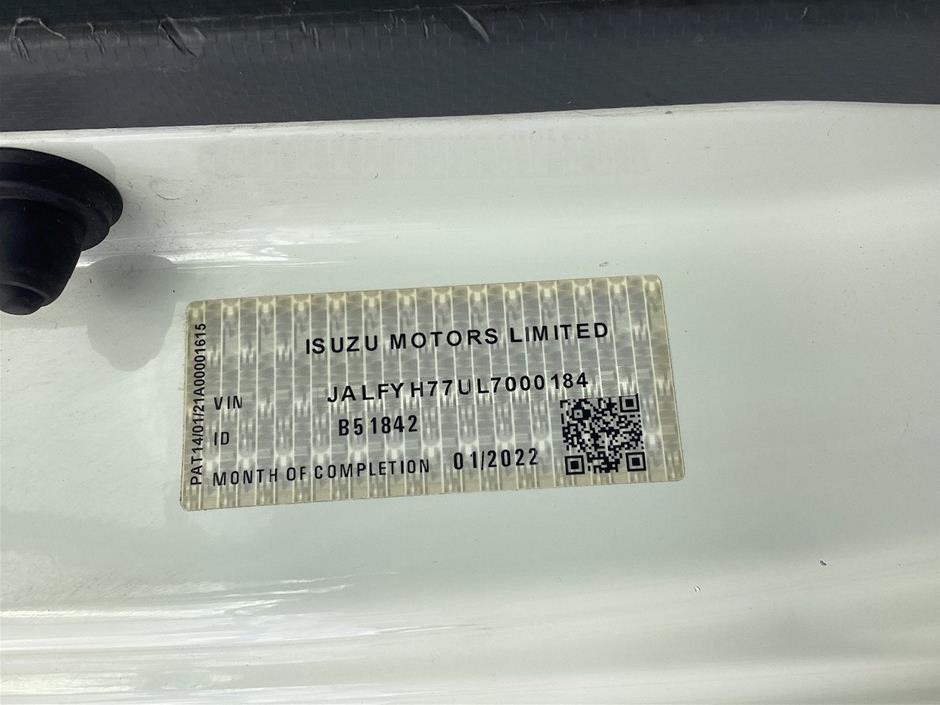 ISUZU MOTORS LIMITED
VIN JALFYH77UL7000184
ID B51842
MONTH OF COMPLETION 01/2022
PAT14/01/21A00001615